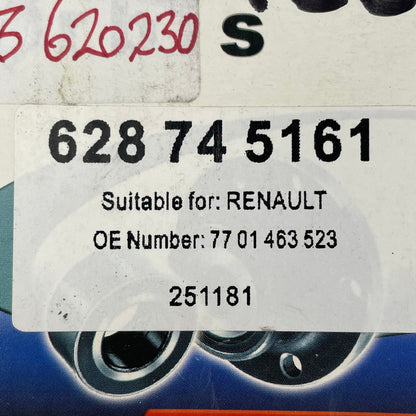 3 620230 S
628 74 5161
Suitable for: RENAULT
OE Number: 77 01 463 523
251181